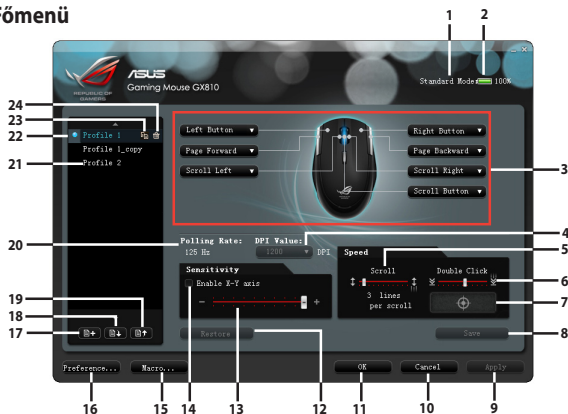 Főmenü
1
2
REPUBLIC OF
GAMERS
ASUS
Gaming Mouse GX810
Standard Mode: 100%
24
23
22
21
Profile 1
Profile 1_copy
Profile 2
Left Button
Page Forward
Scroll Left
Right Button
Page Backward
Scroll Right
Scroll Button
3
4
5
20
Polling Rate:
125 Hz
DPI Value:
1200
DPI
Speed
Scroll
Double Click
3 lines
per scroll
6
7
Sensitivity
Enable X-Y axis
- +
19
18
17
Restore
Save
8
Preference...
Macro...
OK
Cancel
Apply
16
15
14
13
12
11
10
9